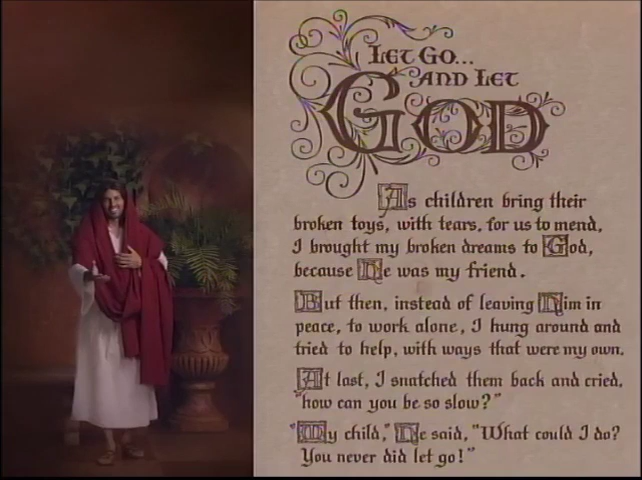 Let Go...
and Let
God
As children bring their
broken toys, with tears, for us to mend,
I brought my broken dreams to God,
because He was my friend.
But then, instead of leaving Him in
peace, to work alone, I hung around and
tried to help, with ways that were my own.
At last, I snatched them back and cried,
"how can you be so slow?"
"My child," He said, "What could I do?
You never did let go!"